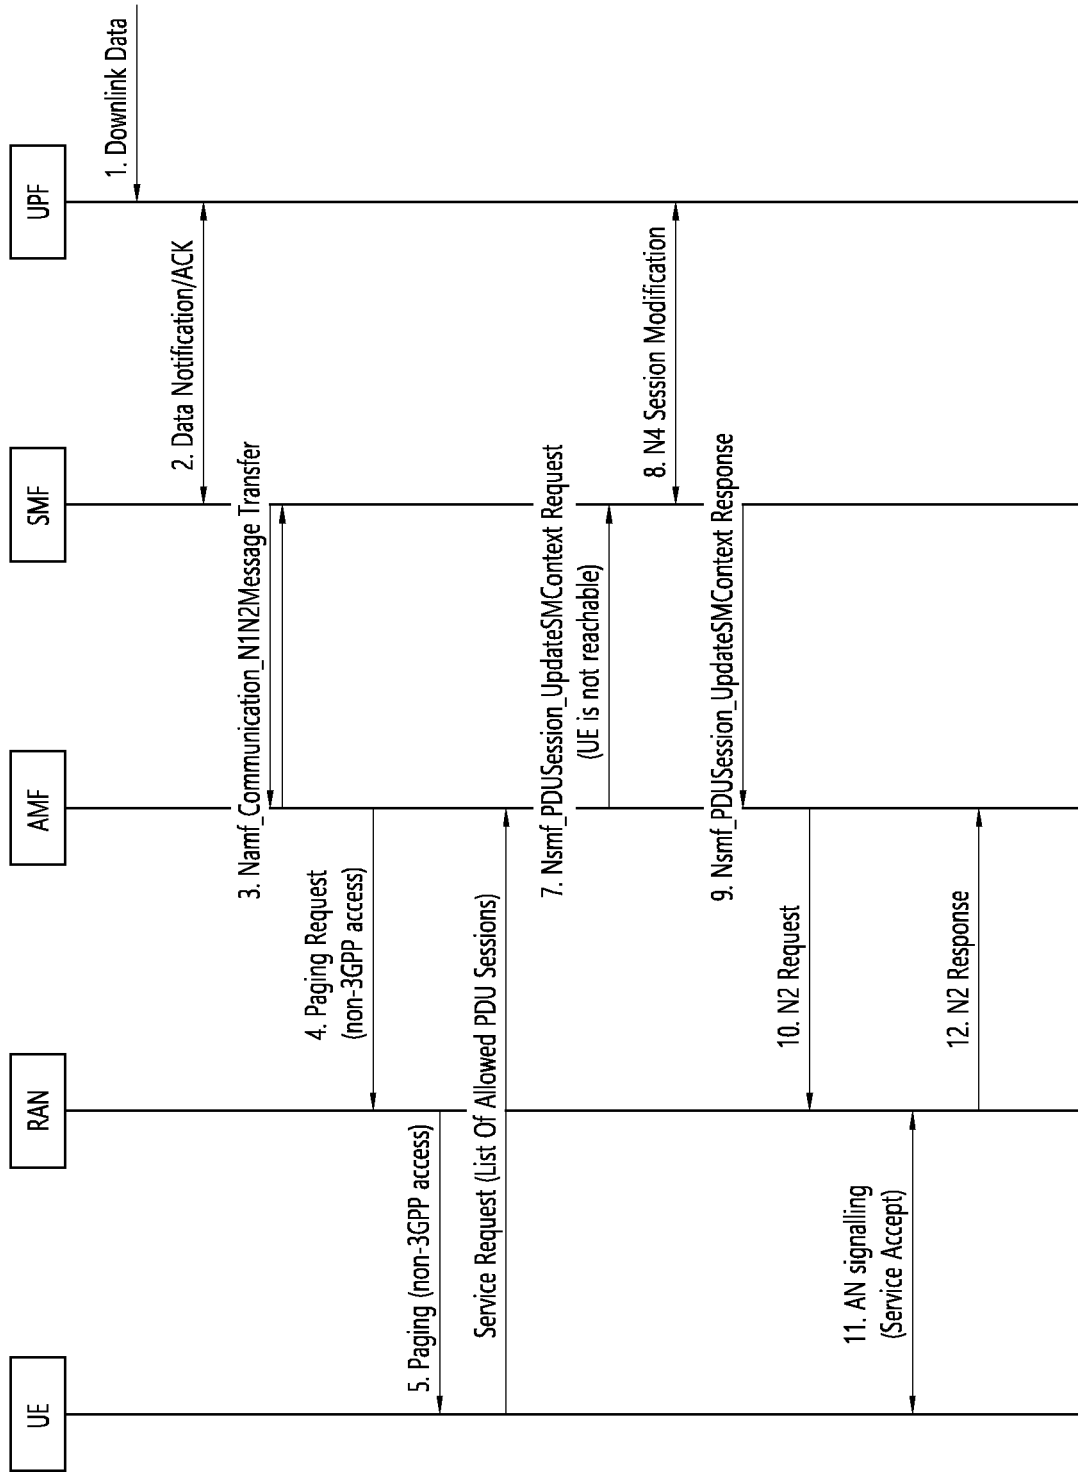 UE
RAN
AMF
SMF
UPF
1. Downlink Data
2. Data Notification/ACK
3. Namf_Communication_N1N2Message Transfer
4. Paging Request
(non-3GPP access)
5. Paging (non-3GPP access)
Service Request (List Of Allowed PDU Sessions)
7. Nsmf_PDUSession_UpdateSMContext Request
(UE is not reachable)
8. N4 Session Modification
9. Nsmf_PDUSession_UpdateSMContext Response
10. N2 Request
11. AN signalling
(Service Accept)
12. N2 Response